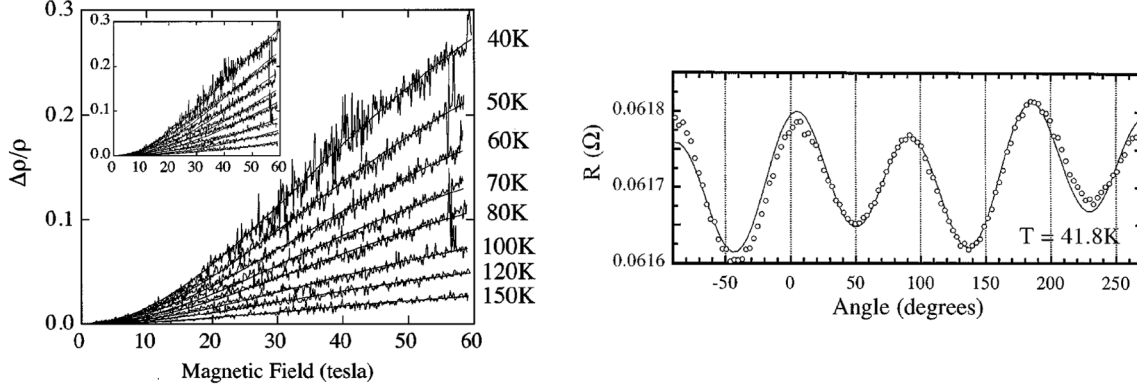 0.3
0.2
0.1
0.0
Δρ/ρ
0.3
0.2
0.1
0.0
0 10 20 30 40 50 60
40K
50K
60K
70K
80K
100K
120K
150K
0 10 20 30 40 50 60
Magnetic Field (tesla)
0.0618
0.0617
0.0616
R (Ω)
T = 41.8K
-50 0 50 100 150 200 250
Angle (degrees)